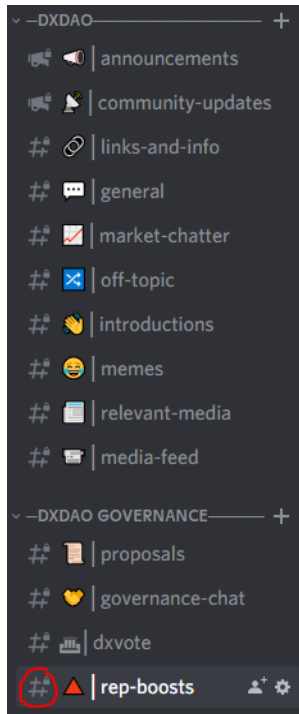 —DXDAO———
announcements
community-updates
links-and-info
general
market-chatter
off-topic
introductions
memes
relevant-media
media-feed
—DXDAO GOVERNANCE———
proposals
governance-chat
dxvote
rep-boosts